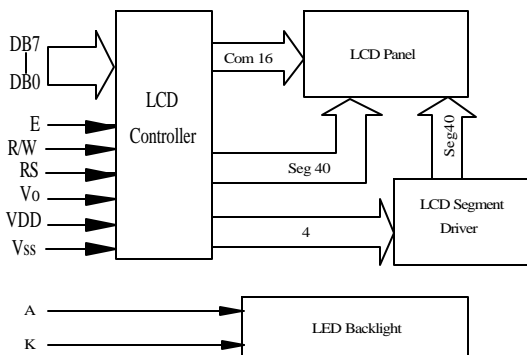 DB7
DB0
E
R/W
RS
Vo
VDD
Vss
LCD
Controller
Com 16
LCD Panel
Seg 40
Seg40
4
LCD Segment
Driver
A
K
LED Backlight